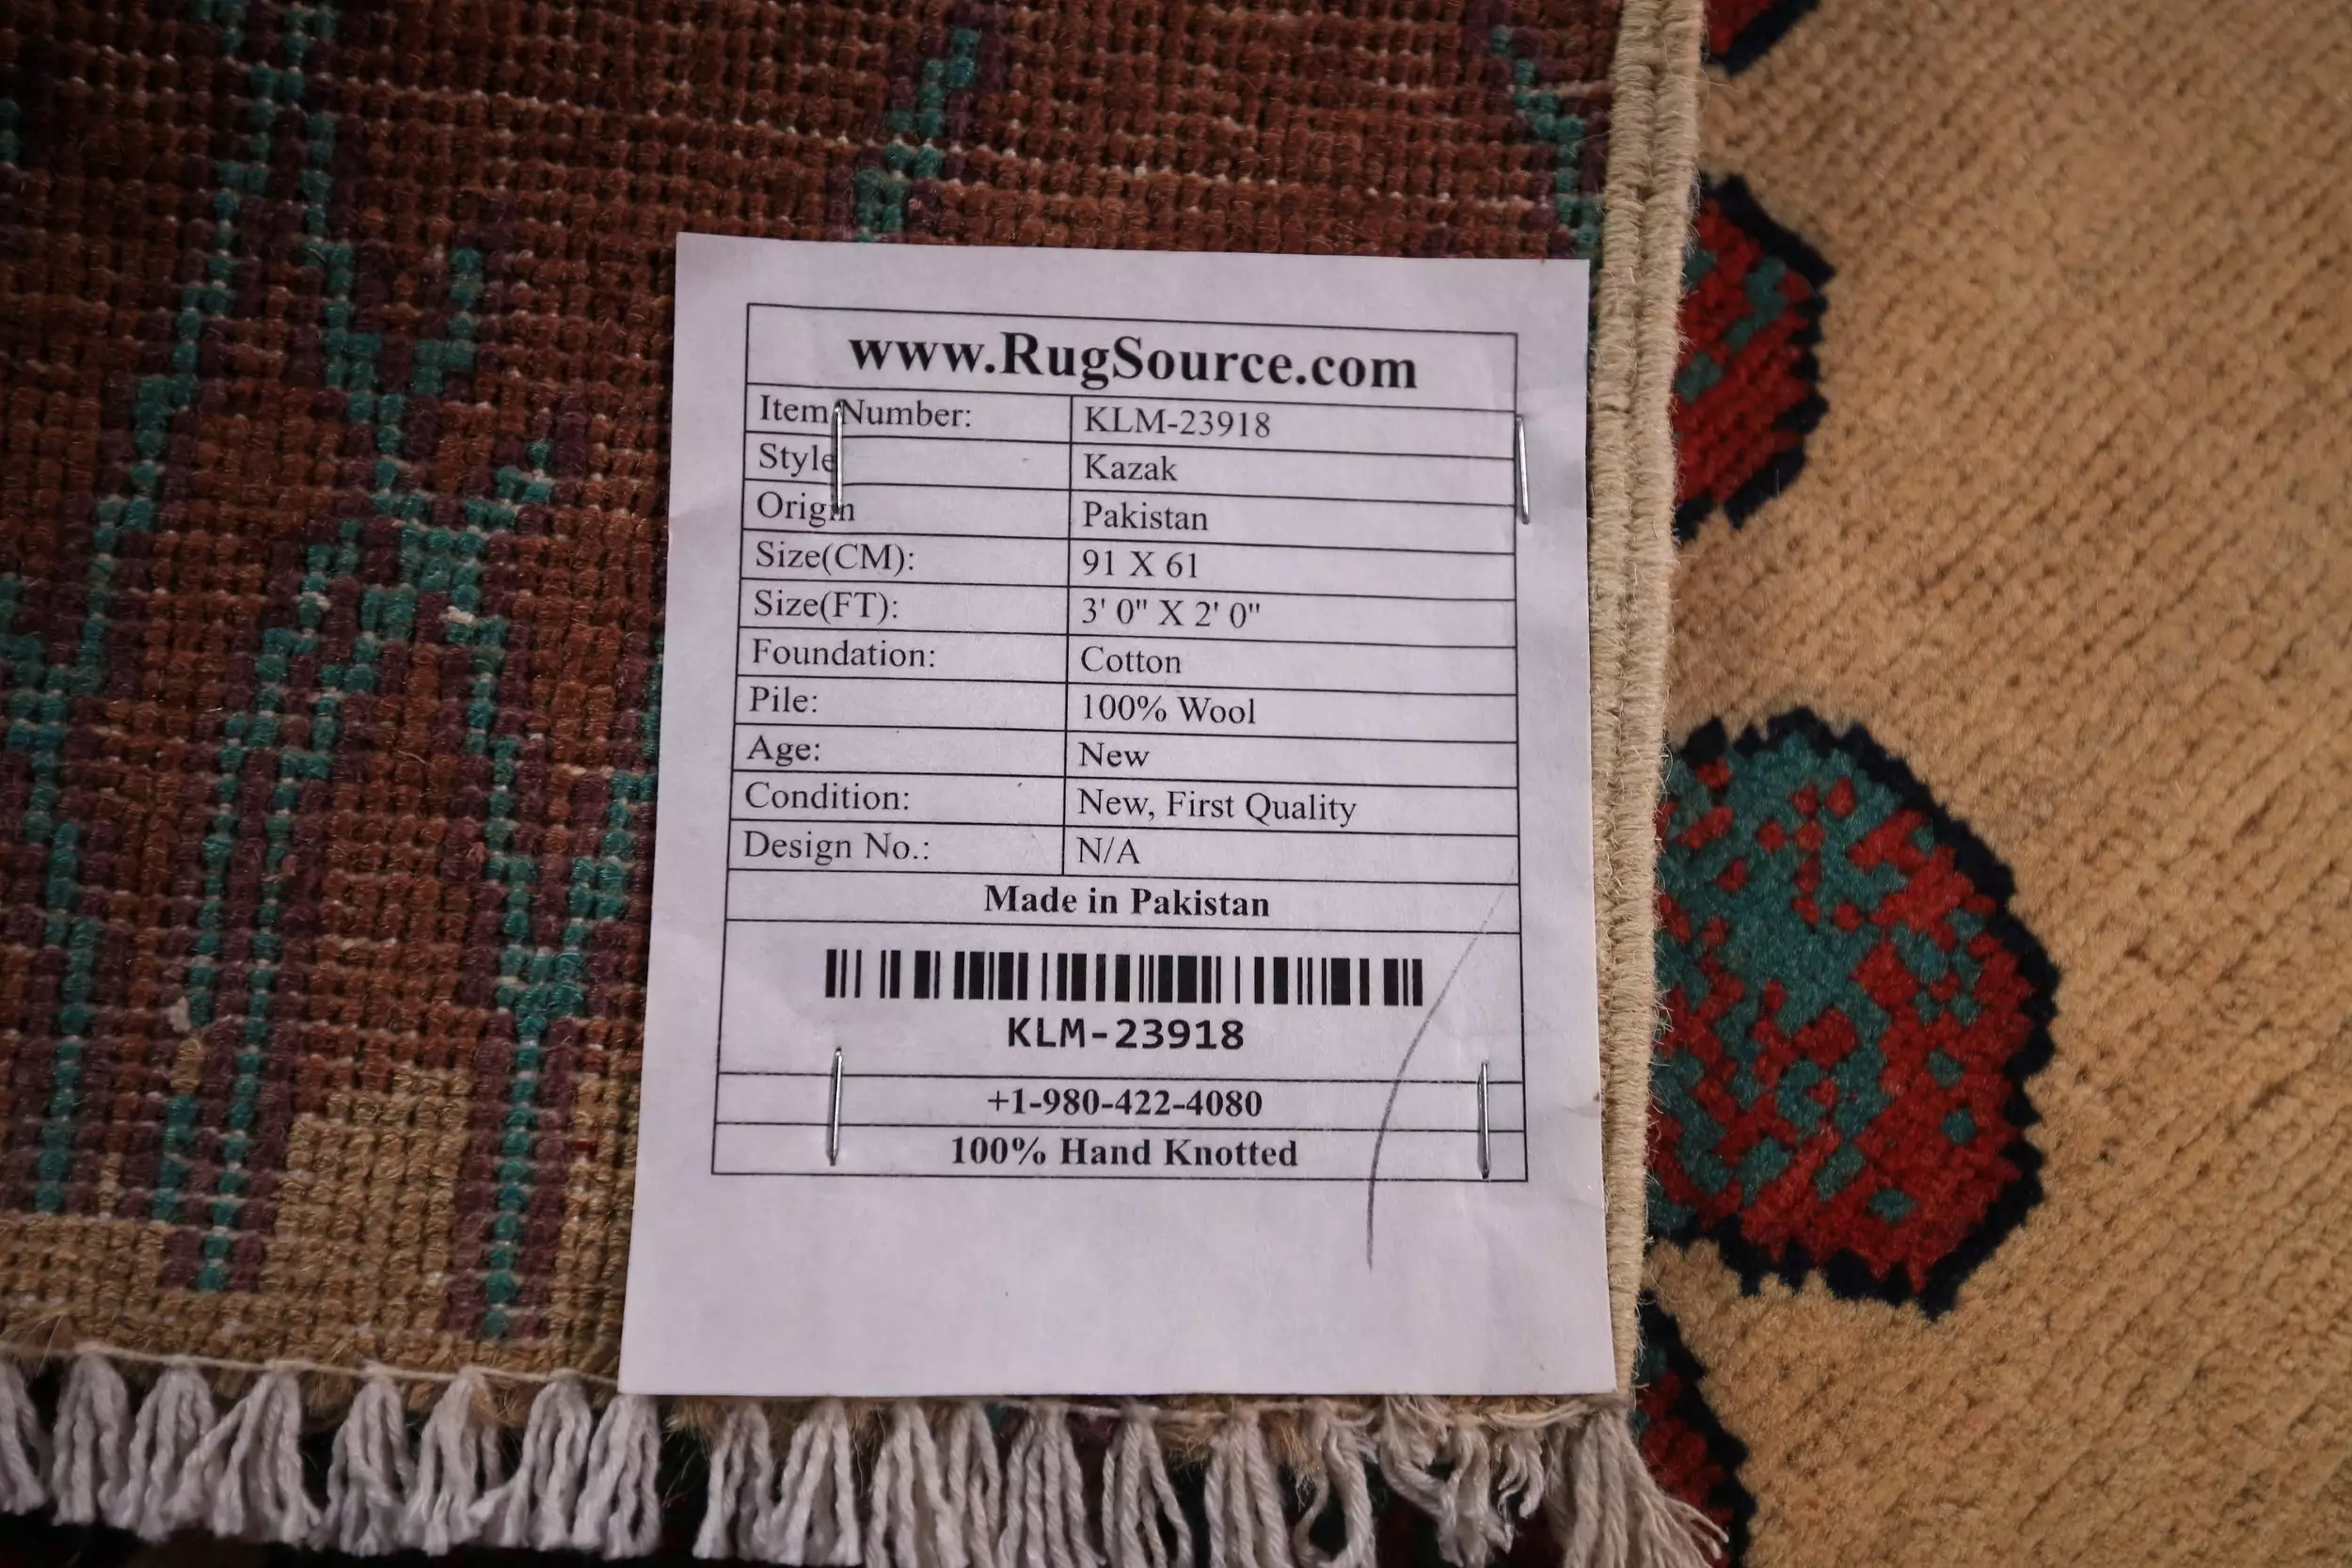 www.RugSource.com
Item Number: KLM-23918
Style Kazak
Origin Pakistan
Size(CM): 91 X 61
Size(FT): 3' 0" X 2' 0"
Foundation: Cotton
Pile: 100% Wool
Age: New
Condition: New, First Quality
Design No.: N/A
Made in Pakistan
KLM-23918
+1-980-422-4080
100% Hand Knotted